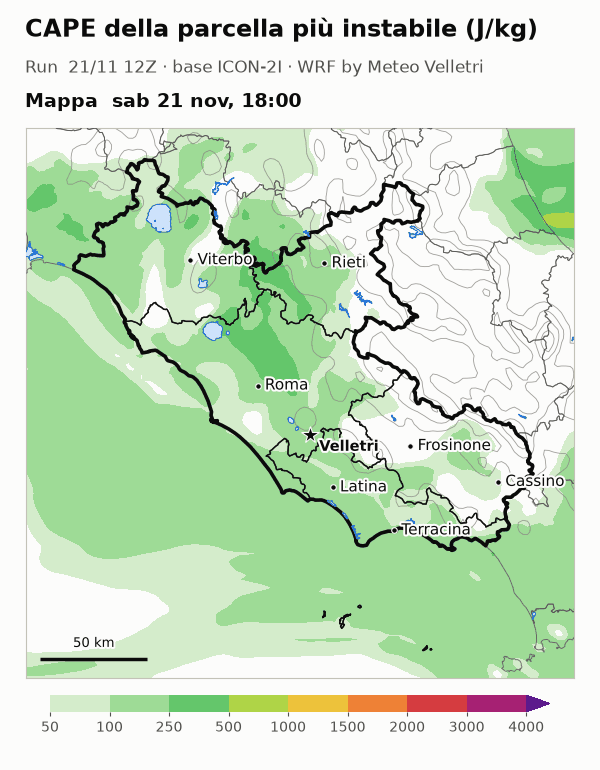 CAPE della parcella più instabile (J/kg)
Run 21/11 12Z · base ICON-2I · WRF by Meteo Velletri
Mappa sab 21 nov, 18:00
Viterbo
Rieti
Roma
Velletri
Frosinone
Latina
Cassino
Terracina
50 km
50 100 250 500 1000 1500 2000 3000 4000